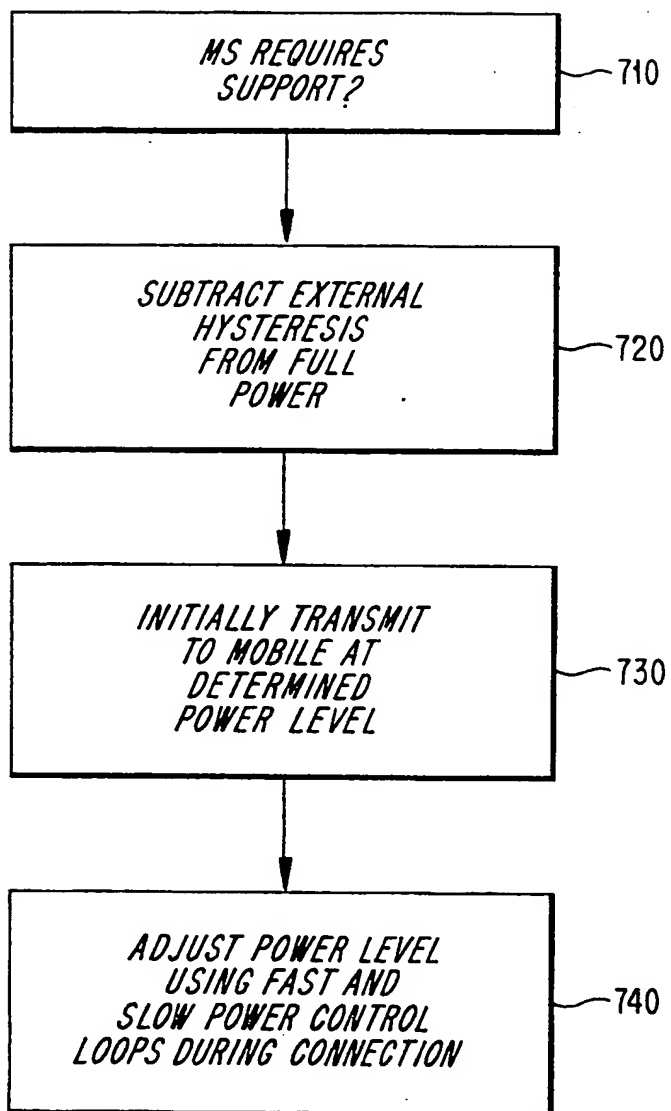 MS REQUIRES
SUPPORT?
710
SUBTRACT EXTERNAL
HYSTERESIS
FROM FULL
POWER
720
INITIALLY TRANSMIT
TO MOBILE AT
DETERMINED
POWER LEVEL
730
ADJUST POWER LEVEL
USING FAST AND
SLOW POWER CONTROL
LOOPS DURING CONNECTION
740